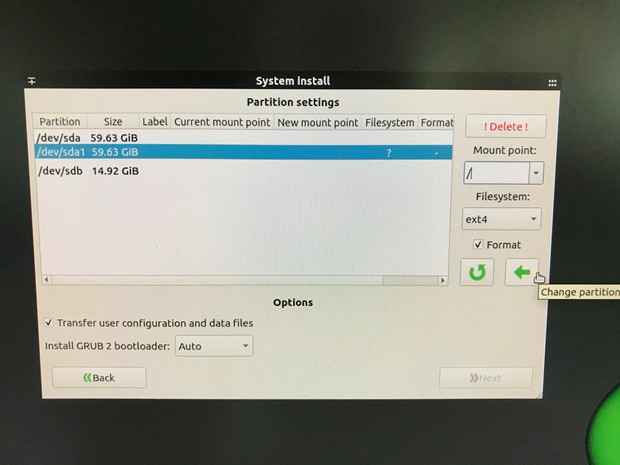 System install
Partition settings
Partition Size Label Current mount point New mount point Filesystem Format
/dev/sda 59.63 GiB
/dev/sda1 59.63 GiB ? -
/dev/sdb 14.92 GiB
! Delete !
Mount point:
/
Filesystem:
ext4
Format
Change partition
Options
Transfer user configuration and data files
Install GRUB 2 bootloader: Auto
Back
Next